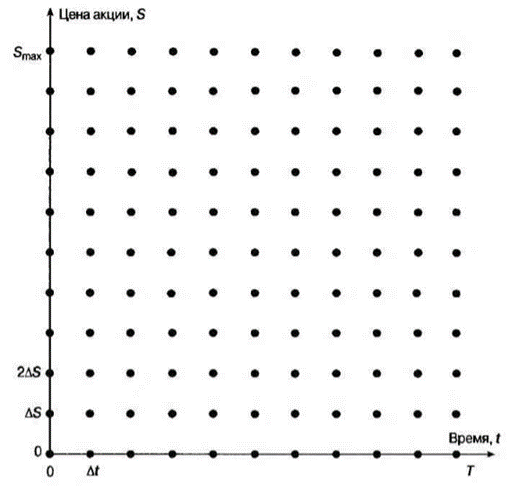 Цена акции, S
Smax
2ΔS
ΔS
0
Время, t
0 Δt T